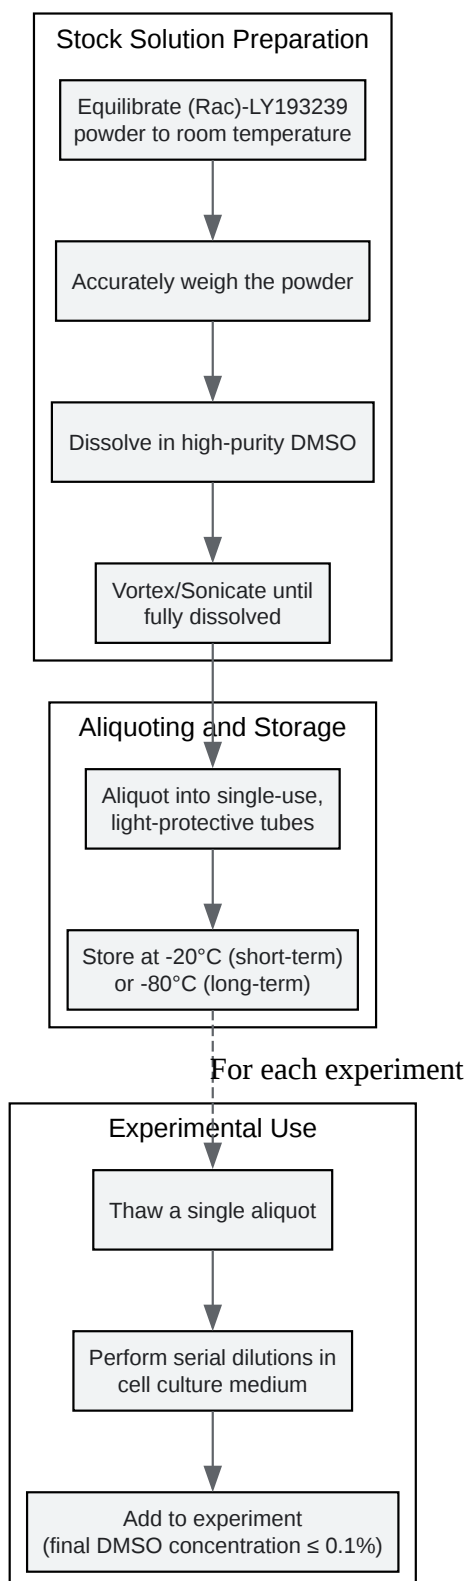 Stock Solution Preparation
Equilibrate (Rac)-LY193239
powder to room temperature
Accurately weigh the powder
Dissolve in high-purity DMSO
Vortex/Sonicate until
fully dissolved
Aliquoting and Storage
Aliquot into single-use,
light-protective tubes
Store at -20°C (short-term)
or -80°C (long-term)
For each experiment
Experimental Use
Thaw a single aliquot
Perform serial dilutions in
cell culture medium
Add to experiment
(final DMSO concentration ≤ 0.1%)